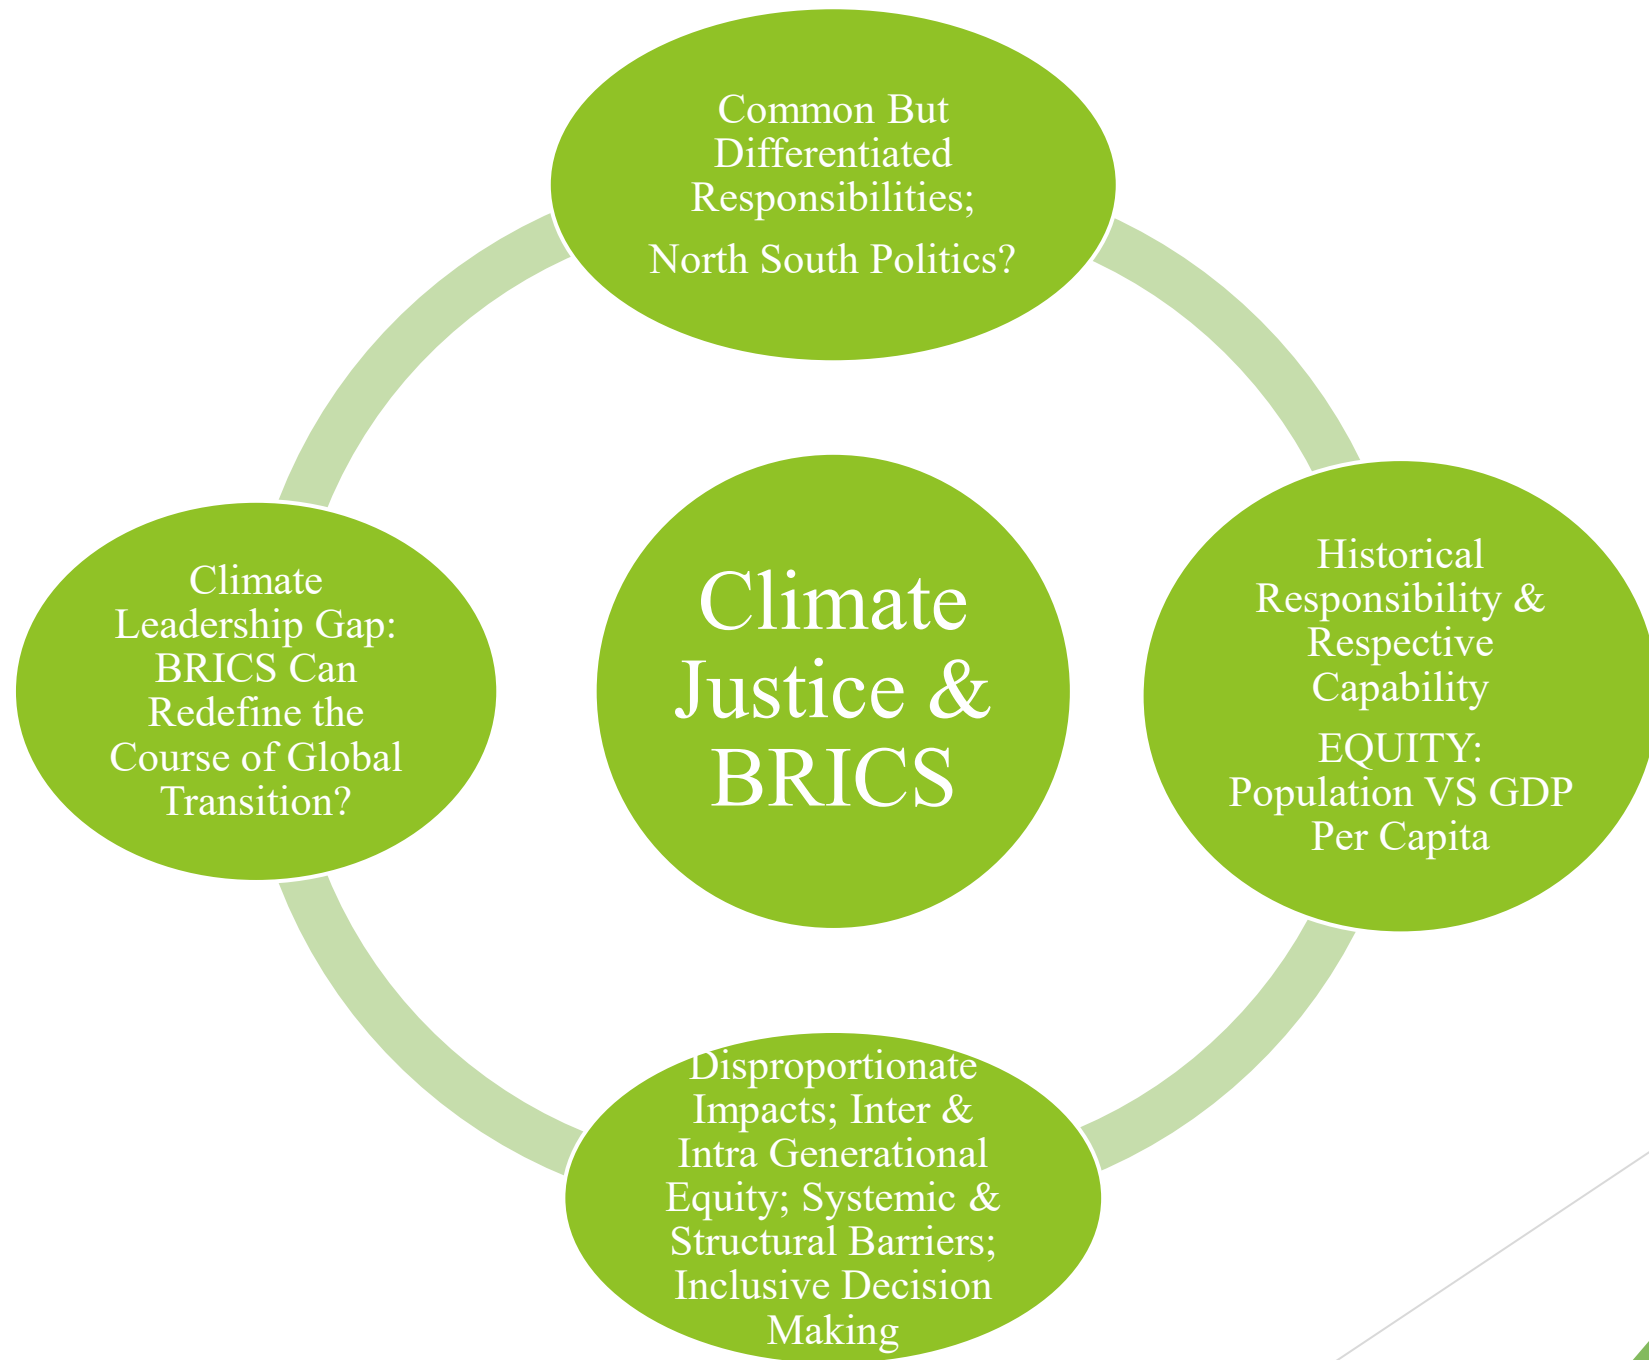 Common But
Differentiated
Responsibilities;
North South Politics?
Climate
Leadership Gap:
BRICS Can
Redefine the
Course of Global
Transition?
Climate
Justice &
BRICS
Historical
Responsibility &
Respective
Capability
EQUITY:
Population VS GDP
Per Capita
Disproportionate
Impacts; Inter &
Intra Generational
Equity; Systemic &
Structural Barriers;
Inclusive Decision
Making